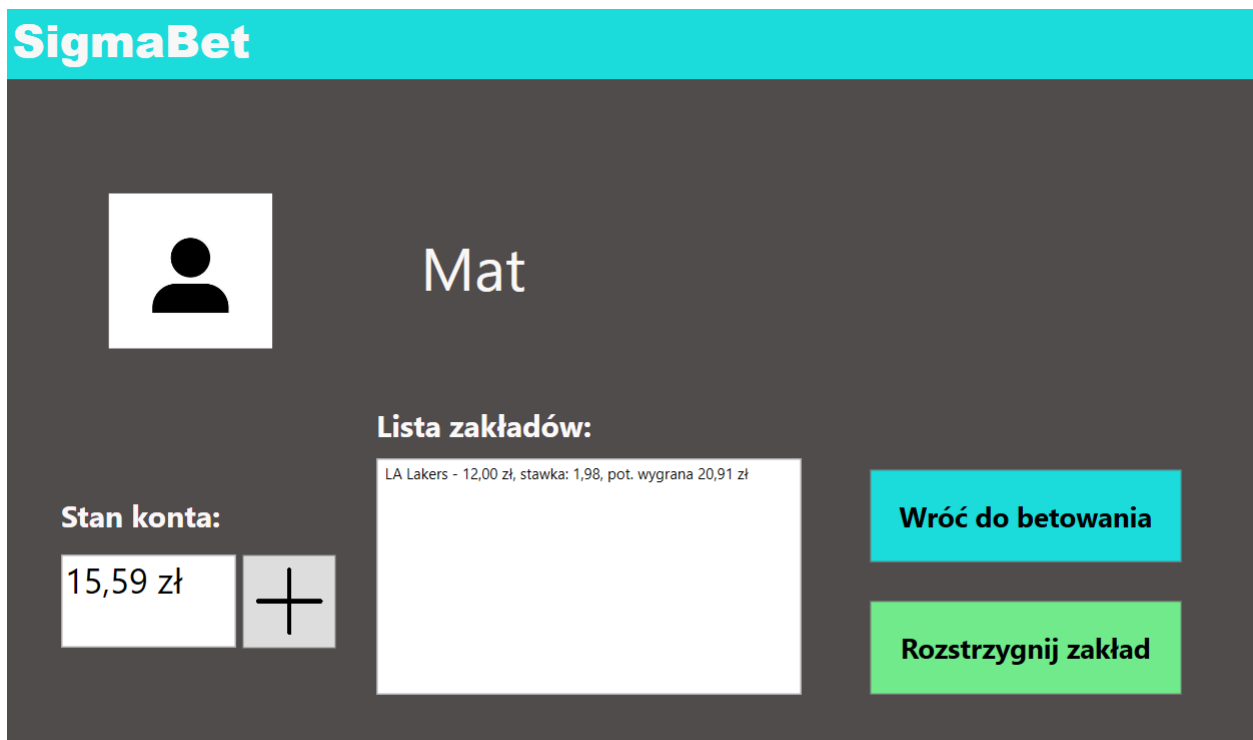 SigmaBet
Mat
Lista zakładów:
LA Lakers - 12,00 zł, stawka: 1,98, pot. wygrana 20,91 zł
Stan konta:
15,59 zł
Wróć do betowania
Rozstrzygnij zakład